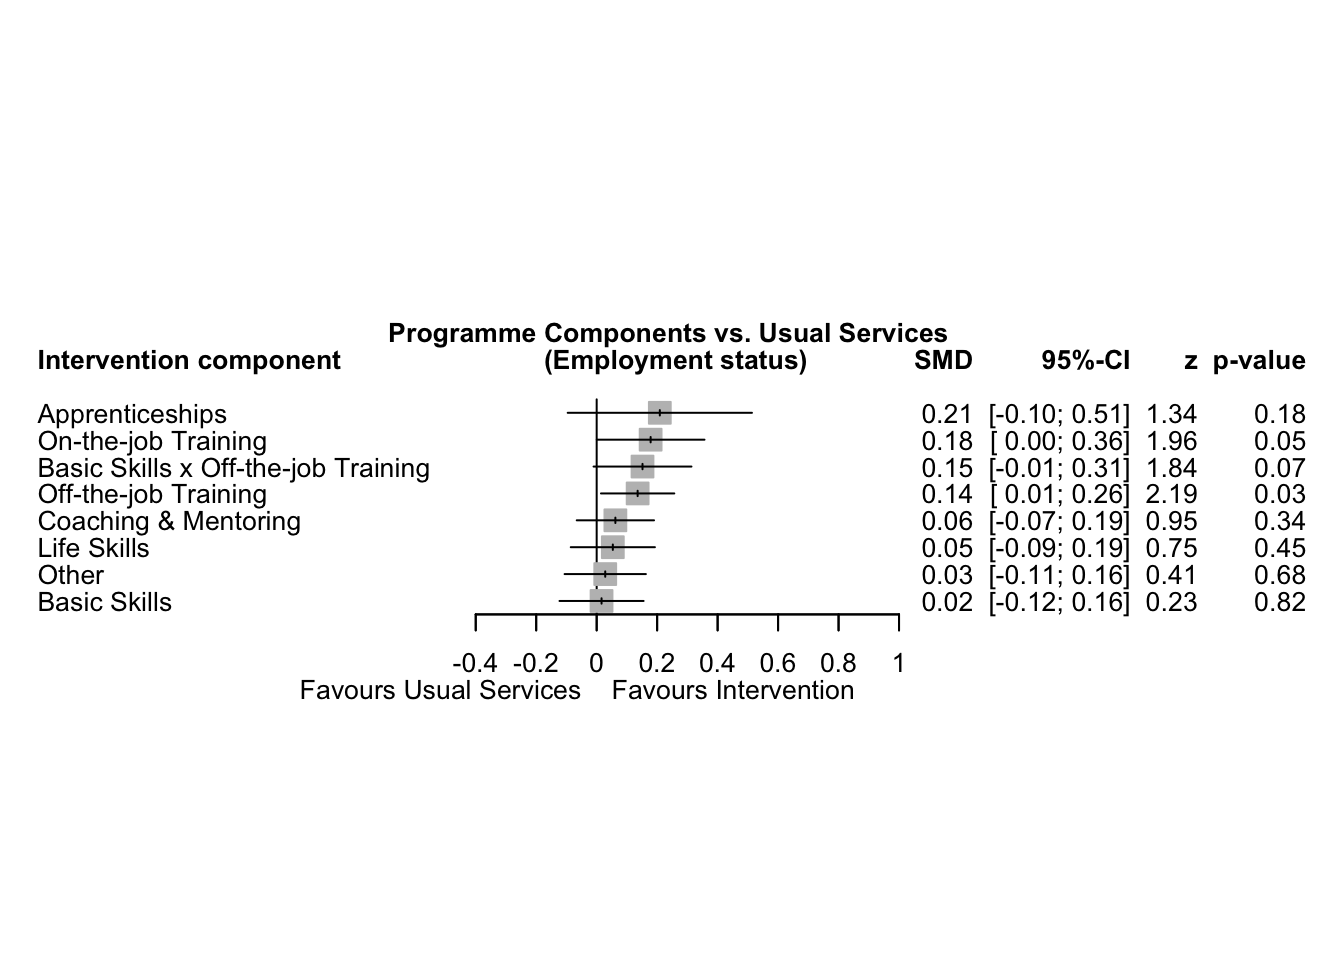 Programme Components vs. Usual Services
Intervention component (Employment status) SMD 95%-CI z p-value
Apprenticeships 0.21 [-0.10; 0.51] 1.34 0.18
On-the-job Training 0.18 [ 0.00; 0.36] 1.96 0.05
Basic Skills x Off-the-job Training 0.15 [-0.01; 0.31] 1.84 0.07
Off-the-job Training 0.14 [ 0.01; 0.26] 2.19 0.03
Coaching & Mentoring 0.06 [-0.07; 0.19] 0.95 0.34
Life Skills 0.05 [-0.09; 0.19] 0.75 0.45
Other 0.03 [-0.11; 0.16] 0.41 0.68
Basic Skills 0.02 [-0.12; 0.16] 0.23 0.82
-0.4 -0.2 0 0.2 0.4 0.6 0.8 1
Favours Usual Services Favours Intervention